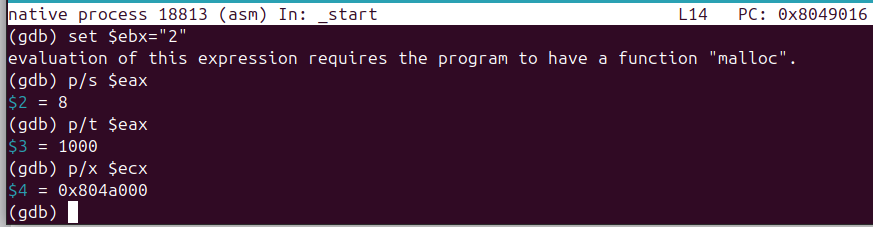 native process 18813 (asm) In: _start L14 PC: 0x8049016
(gdb) set $ebx="2"
evaluation of this expression requires the program to have a function "malloc".
(gdb) p/s $eax
$2 = 8
(gdb) p/t $eax
$3 = 1000
(gdb) p/x $ecx
$4 = 0x804a000
(gdb)